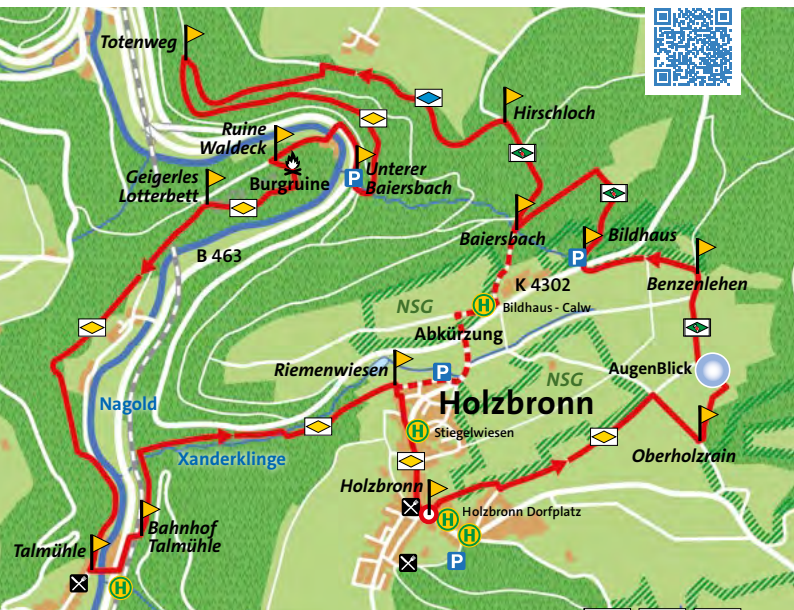 Totenweg
Hirschloch
Ruine
Waldeck
Unterer
Baiersbach
P
Geigerles
Lotterbett
Burgruine
Baiersbach
Bildhaus
P
B 463
K 4302
Benzenlehen
NSG
H
Bildhaus - Calw
Abkürzung
Riemenwiesen
P
NSG
AugenBlick
Nagold
Holzbronn
H
Stiegelwiesen
Xanderklinge
Oberholzrain
Holzbronn
H
Holzbronn Dorfplatz
H
Bahnhof
Talmühle
Talmühle
P
H